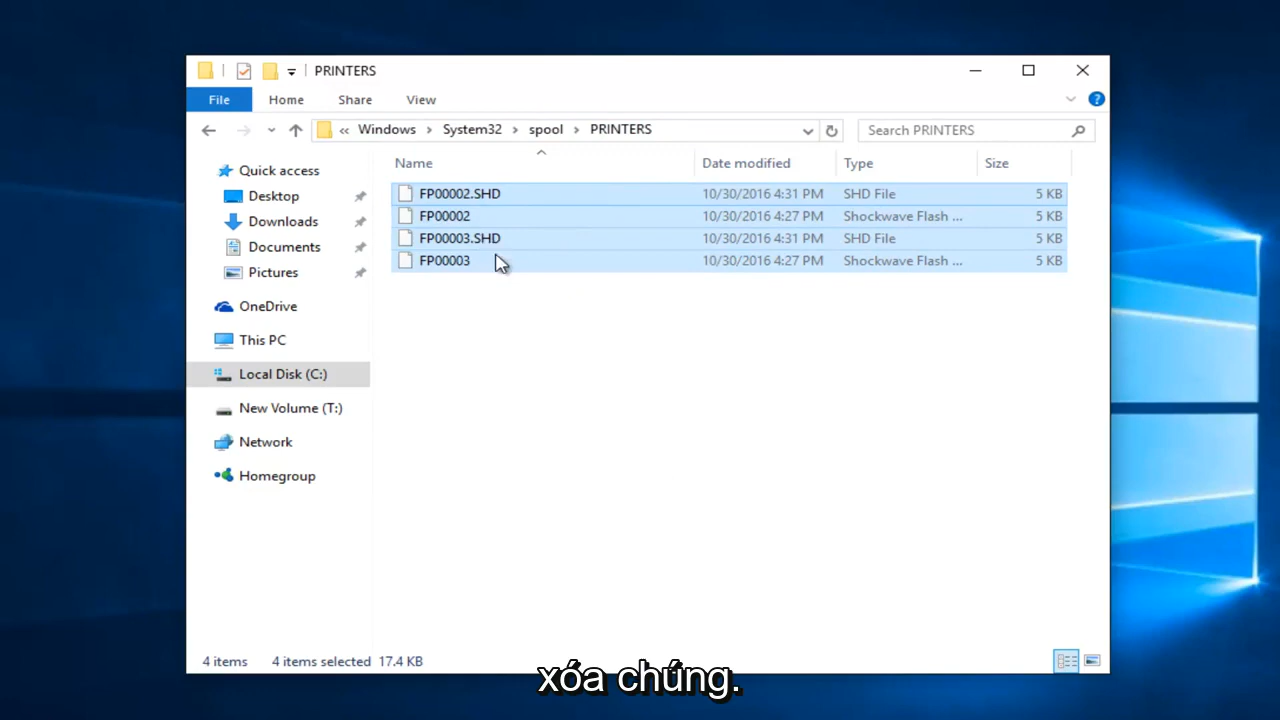 PRINTERS
File Home Share View
« Windows › System32 › spool › PRINTERS Search PRINTERS
Name Date modified Type Size
Quick access
Desktop
Downloads
Documents
Pictures
OneDrive
This PC
Local Disk (C:)
New Volume (T:)
Network
Homegroup
FP00002.SHD 10/30/2016 4:31 PM SHD File 5 KB
FP00002 10/30/2016 4:27 PM Shockwave Flash ... 5 KB
FP00003.SHD 10/30/2016 4:31 PM SHD File 5 KB
FP00003 10/30/2016 4:27 PM Shockwave Flash ... 5 KB
4 items 4 items selected 17.4 KB
xóa chúng.